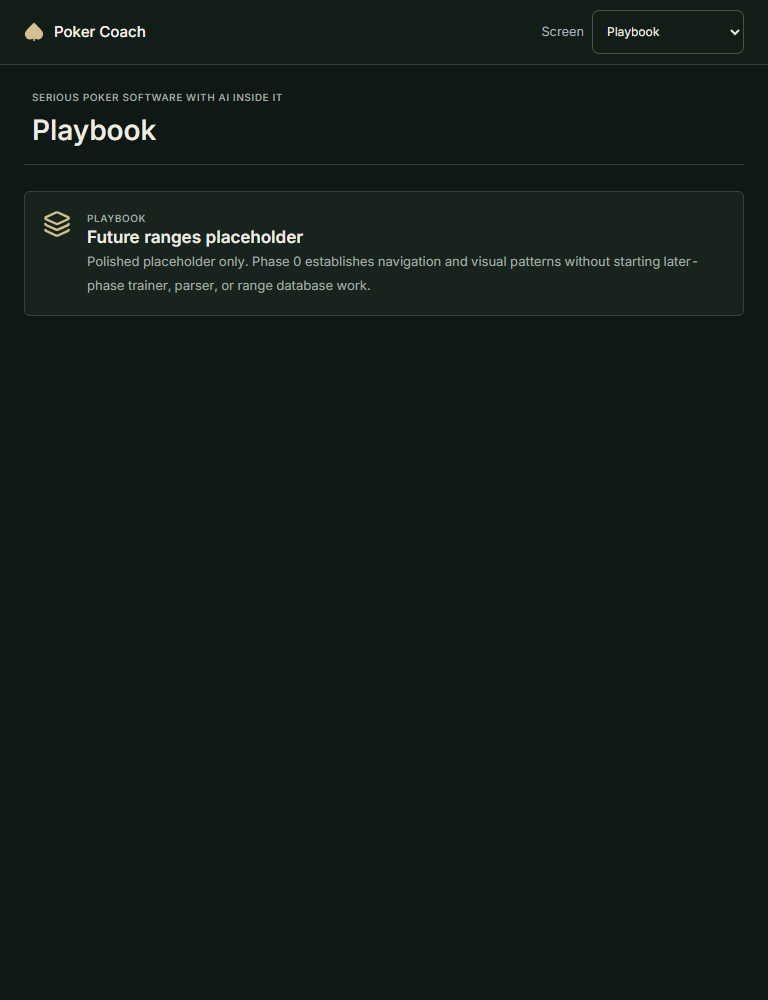 Poker Coach
Screen
Playbook
SERIOUS POKER SOFTWARE WITH AI INSIDE IT
Playbook
PLAYBOOK
Future ranges placeholder
Polished placeholder only. Phase 0 establishes navigation and visual patterns without starting later-
phase trainer, parser, or range database work.